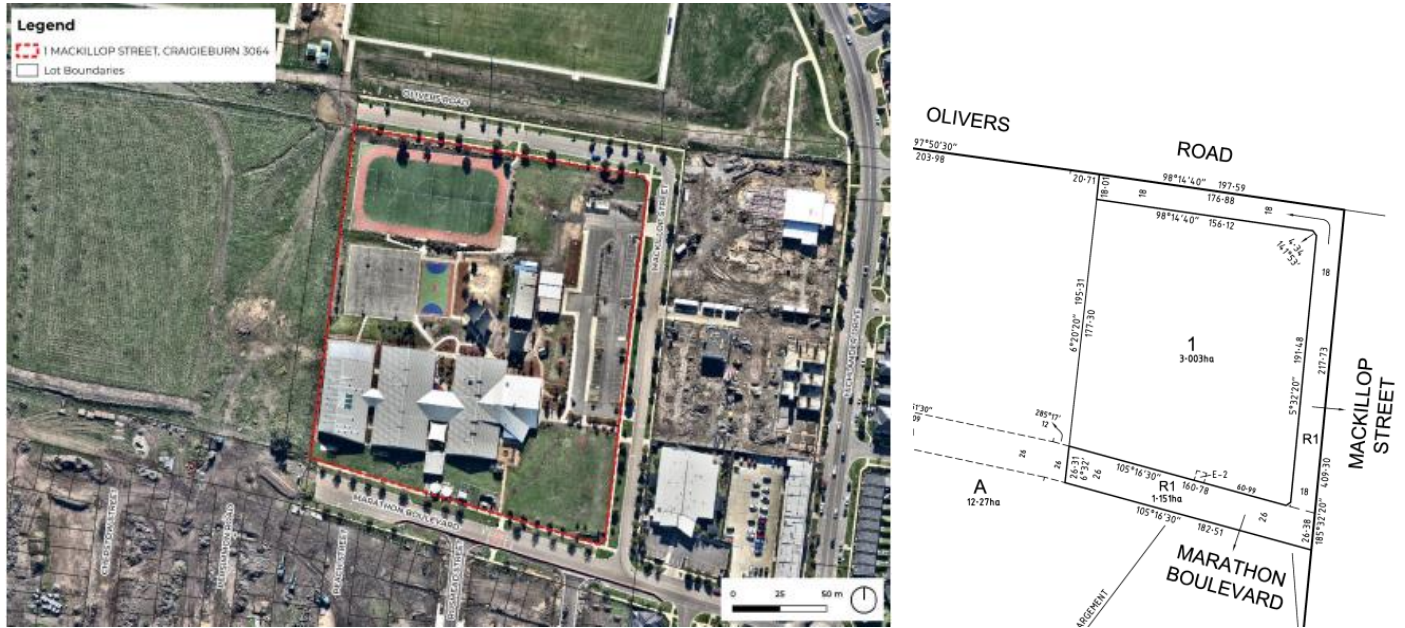 Legend
1 MACKILLOP STREET, CRAIGIEBURN 3064
Lot Boundaries
OLIVERS ROAD
MACKILLOP STREET
HIGHLANDER DRIVE
MARATHON BOULEVARD
0 25 50 m
OLIVERS
ROAD
97°50'30"
203·98
20·71
18·01
18
98°14'40" 197·59
176·88
18
98°14'40" 156·12
4·34
141°53'
18
6°20'20" 195·31
177·30
1
3·003ha
5°32'20" 191·48
217·73
MACKILLOP
STREET
R1
409·30
185°32'20"
285°17'
12
26
26
26·31
6°32'
26
105°16'30" 160·78
E-2
60·99
R1
1·151ha
18
26
26·38
105°16'30" 182·51
A
12·27ha
MARATHON
BOULEVARD
ARGEMENT